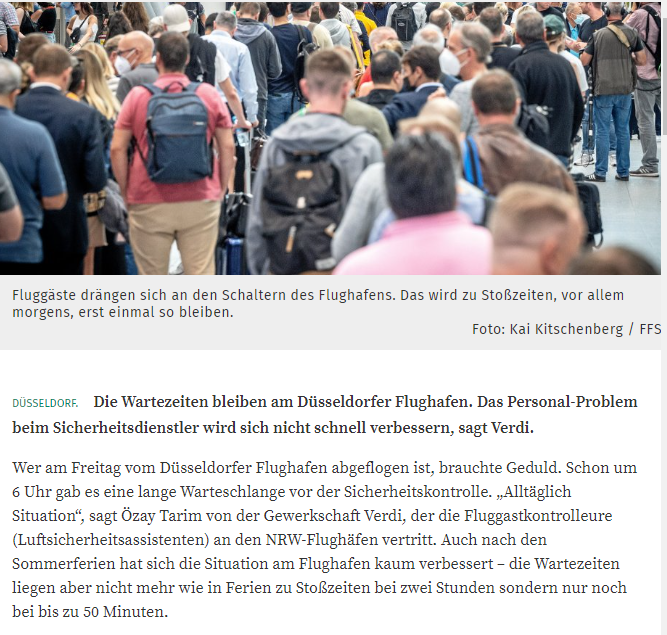 Fluggäste drängen sich an den Schaltern des Flughafens. Das wird zu Stoßzeiten, vor allem
morgens, erst einmal so bleiben.
Foto: Kai Kitschenberg / FFS
DÜSSELDORF. Die Wartezeiten bleiben am Düsseldorfer Flughafen. Das Personal-Problem
beim Sicherheitsdienstler wird sich nicht schnell verbessern, sagt Verdi.
Wer am Freitag vom Düsseldorfer Flughafen abgeflogen ist, brauchte Geduld. Schon um
6 Uhr gab es eine lange Warteschlange vor der Sicherheitskontrolle. „Alltäglich
Situation“, sagt Özay Tarim von der Gewerkschaft Verdi, der die Fluggastkontrolleure
(Luftsicherheitsassistenten) an den NRW-Flughäfen vertritt. Auch nach den
Sommerferien hat sich die Situation am Flughafen kaum verbessert – die Wartezeiten
liegen aber nicht mehr wie in Ferien zu Stoßzeiten bei zwei Stunden sondern nur noch
bei bis zu 50 Minuten.